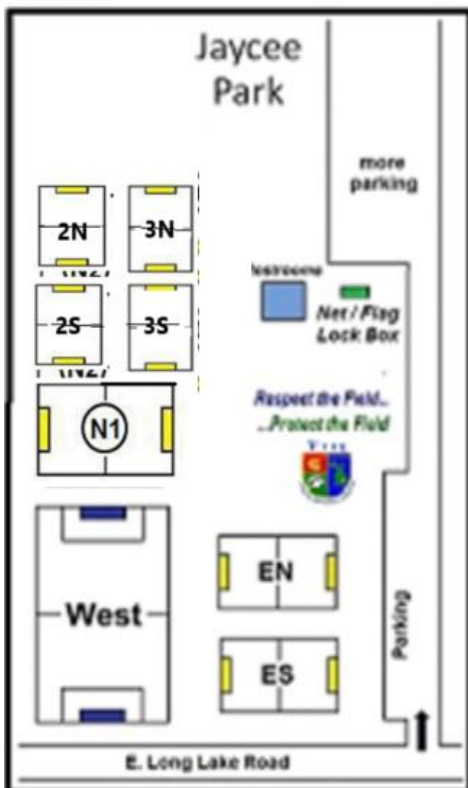 Jaycee
Park
more
parking
2N
3N
2S
3S
Net / Flag
Lock Box
N1
Respect the Field...
...Protect the Field
West
EN
ES
Parking
E. Long Lake Road